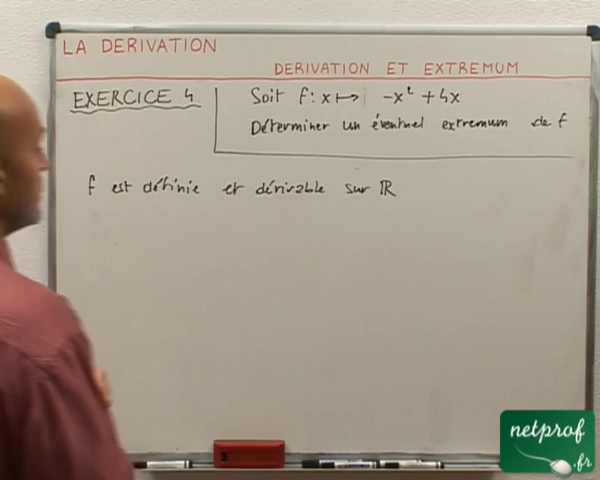 LA DERIVATION
DERIVATION ET EXTREMUM
EXERCICE 4
Soit f: x ↦ -x² + 4x
Déterminer un éventuel extremum de f
f est définie et dérivable sur ℝ
netprof
.fr